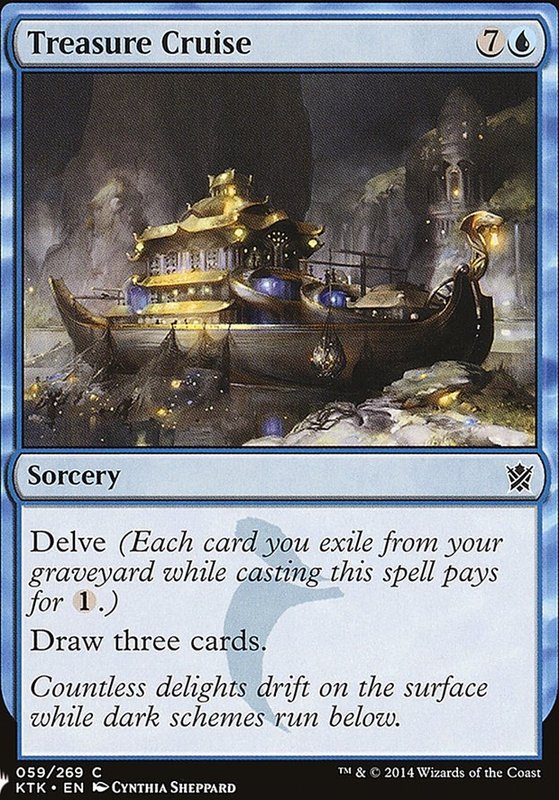 Treasure Cruise 7
Sorcery
Delve (Each card you exile from your
graveyard while casting this spell pays
for 1.)
Draw three cards.
Countless delights drift on the surface
while dark schemes run below.
059/269 C
KTK • EN Cynthia Sheppard
™ & © 2014 Wizards of the Coast